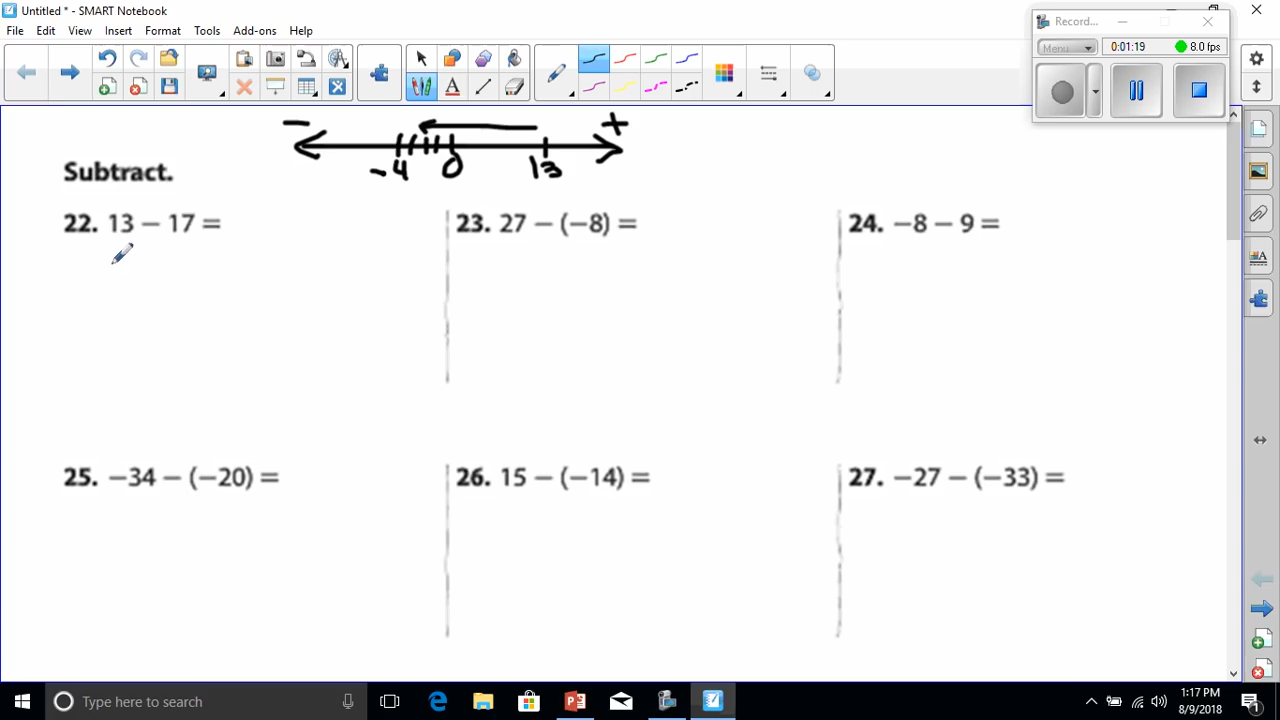 Untitled * - SMART Notebook
File Edit View Insert Format Tools Add-ons Help
Record...
Menu 0:01:19 8.0 fps
− +
-4 0 13
Subtract.
22. 13 − 17 =
23. 27 − (−8) =
24. −8 − 9 =
25. −34 − (−20) =
26. 15 − (−14) =
27. −27 − (−33) =
Type here to search
1:17 PM
8/9/2018
1